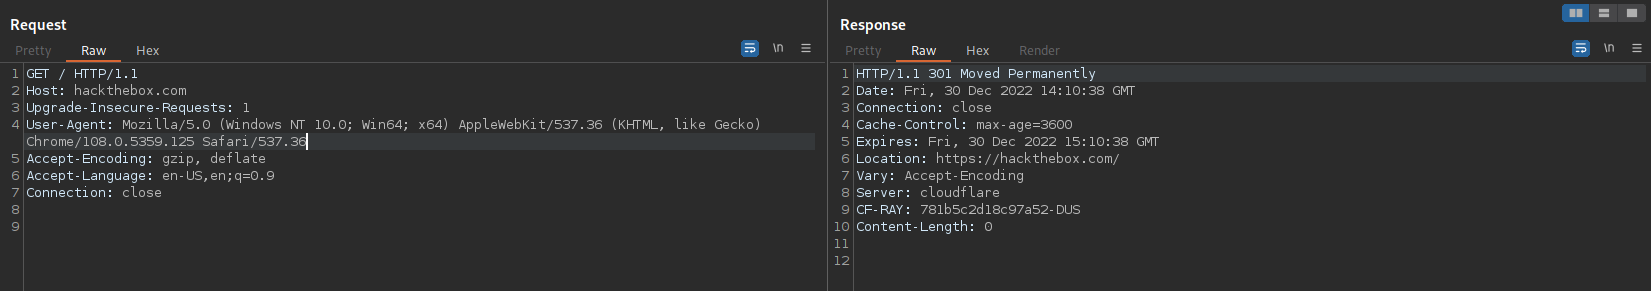 Request
Pretty Raw Hex
\n
1 GET / HTTP/1.1
2 Host: hackthebox.com
3 Upgrade-Insecure-Requests: 1
4 User-Agent: Mozilla/5.0 (Windows NT 10.0; Win64; x64) AppleWebKit/537.36 (KHTML, like Gecko)
Chrome/108.0.5359.125 Safari/537.36
5 Accept-Encoding: gzip, deflate
6 Accept-Language: en-US,en;q=0.9
7 Connection: close
8
9
Response
Pretty Raw Hex Render
\n
1 HTTP/1.1 301 Moved Permanently
2 Date: Fri, 30 Dec 2022 14:10:38 GMT
3 Connection: close
4 Cache-Control: max-age=3600
5 Expires: Fri, 30 Dec 2022 15:10:38 GMT
6 Location: https://hackthebox.com/
7 Vary: Accept-Encoding
8 Server: cloudflare
9 CF-RAY: 781b5c2d18c97a52-DUS
10 Content-Length: 0
11
12